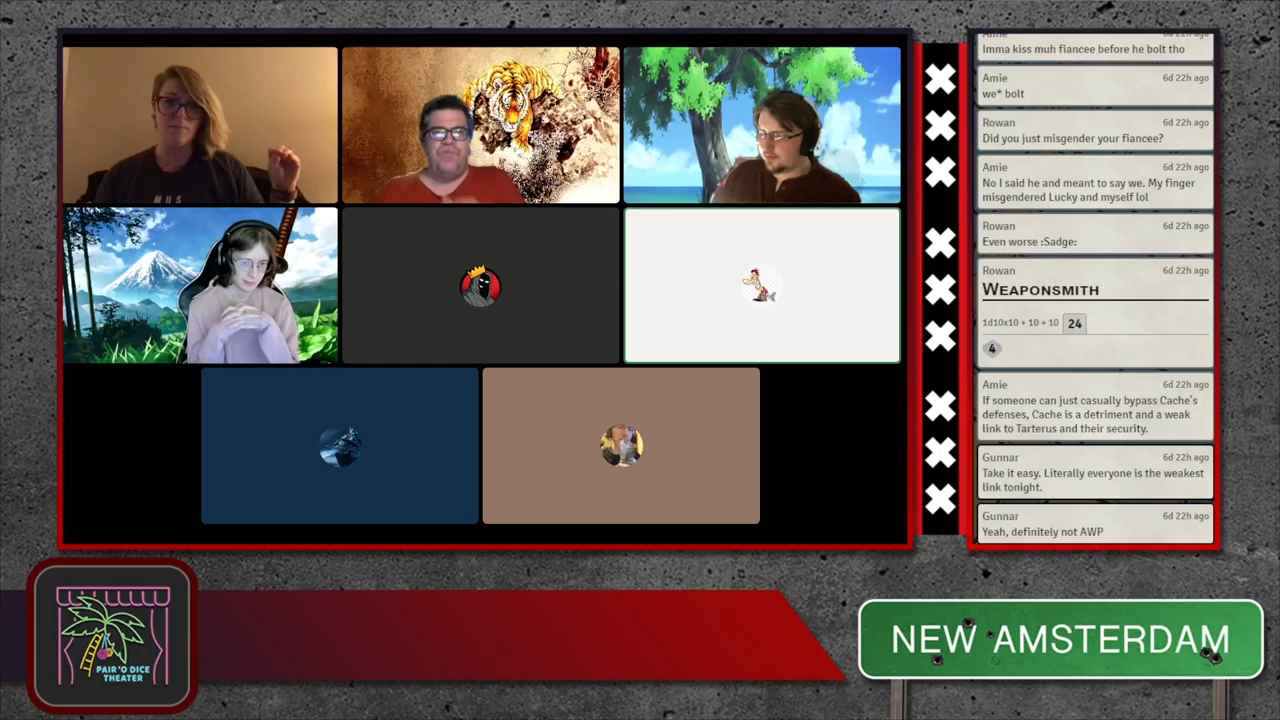 MUS
Amie
6d 22h ago
Imma kiss muh fiancee before he bolt tho
Amie
6d 22h ago
we* bolt
Rowan
6d 22h ago
Did you just misgender your fiancee?
Amie
6d 22h ago
No I said he and meant to say we. My finger
misgendered Lucky and myself lol
Rowan
6d 22h ago
Even worse :Sadge:
Rowan
6d 22h ago
WEAPONSMITH
1d10x10 + 10 + 10 24
4
Amie
6d 22h ago
If someone can just casually bypass Cache's
defenses, Cache is a detriment and a weak
link to Tarterus and their security.
Gunnar
6d 22h ago
Take it easy. Literally everyone is the weakest
link tonight.
Gunnar
6d 22h ago
Yeah, definitely not AWP
PAIR 'O DICE
THEATER
NEW AMSTERDAM